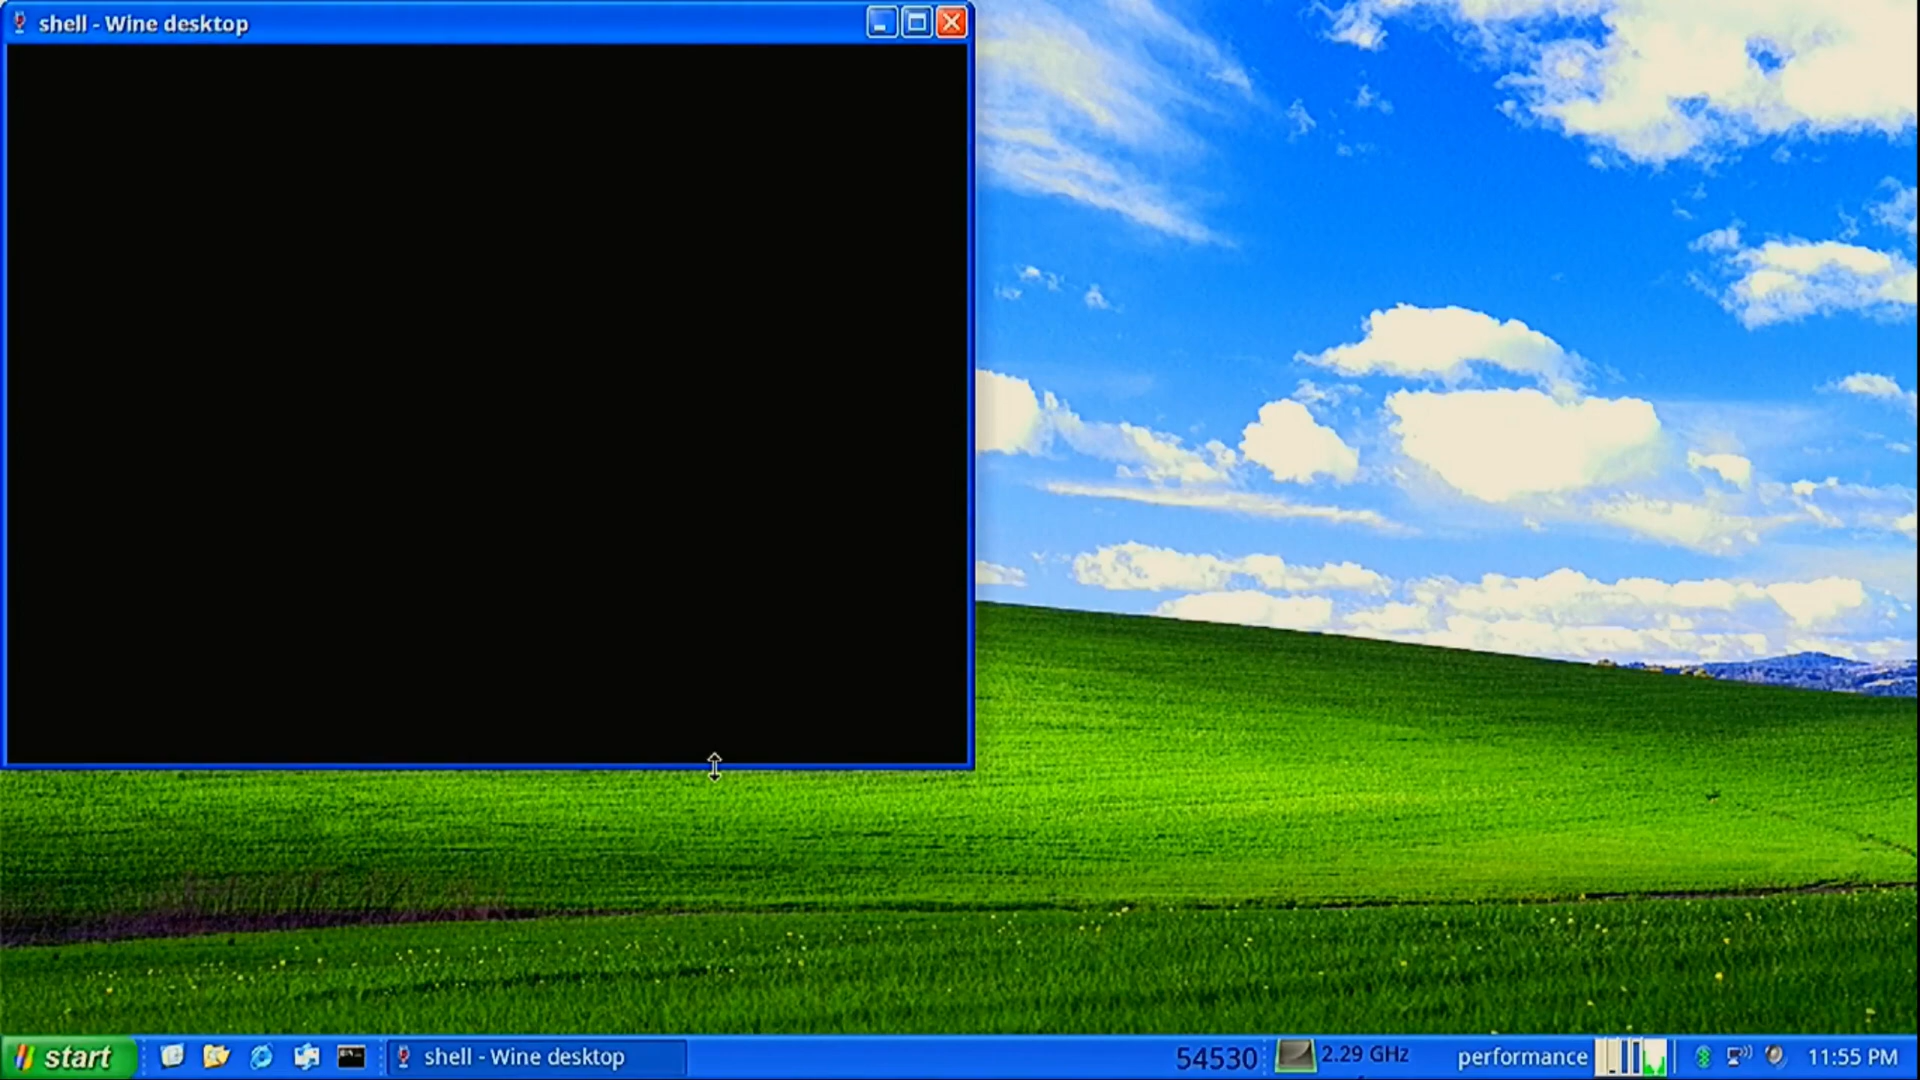 shell - Wine desktop
start
shell - Wine desktop
54530
2.29 GHz
performance
11:55 PM